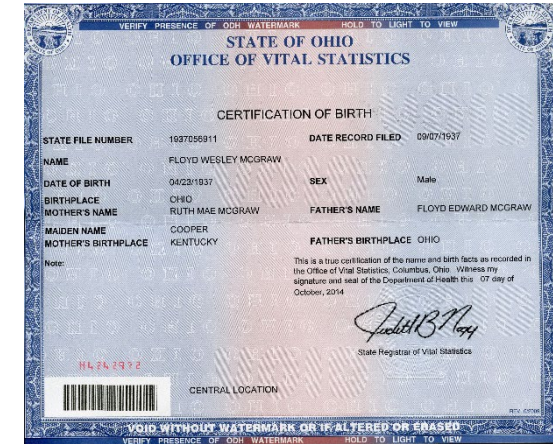 VERIFY PRESENCE OF ODH WATERMARK HOLD TO LIGHT TO VIEW
STATE OF OHIO
OFFICE OF VITAL STATISTICS
CERTIFICATION OF BIRTH
STATE FILE NUMBER 1937056911 DATE RECORD FILED 09/07/1937
NAME FLOYD WESLEY MCGRAW
DATE OF BIRTH 04/23/1937 SEX Male
BIRTHPLACE OHIO
MOTHER'S NAME RUTH MAE MCGRAW FATHER'S NAME FLOYD EDWARD MCGRAW
MAIDEN NAME COOPER
MOTHER'S BIRTHPLACE KENTUCKY FATHER'S BIRTHPLACE OHIO
Note: This is a true certification of the name and birth facts as recorded in
the Office of Vital Statistics, Columbus, Ohio. Witness my
signature and seal of the Department of Health this 07 day of
October, 2014
State Registrar of Vital Statistics
H4242972
CENTRAL LOCATION
VOID WITHOUT WATERMARK OR IF ALTERED OR ERASED
VERIFY PRESENCE OF ODH WATERMARK HOLD TO LIGHT TO VIEW